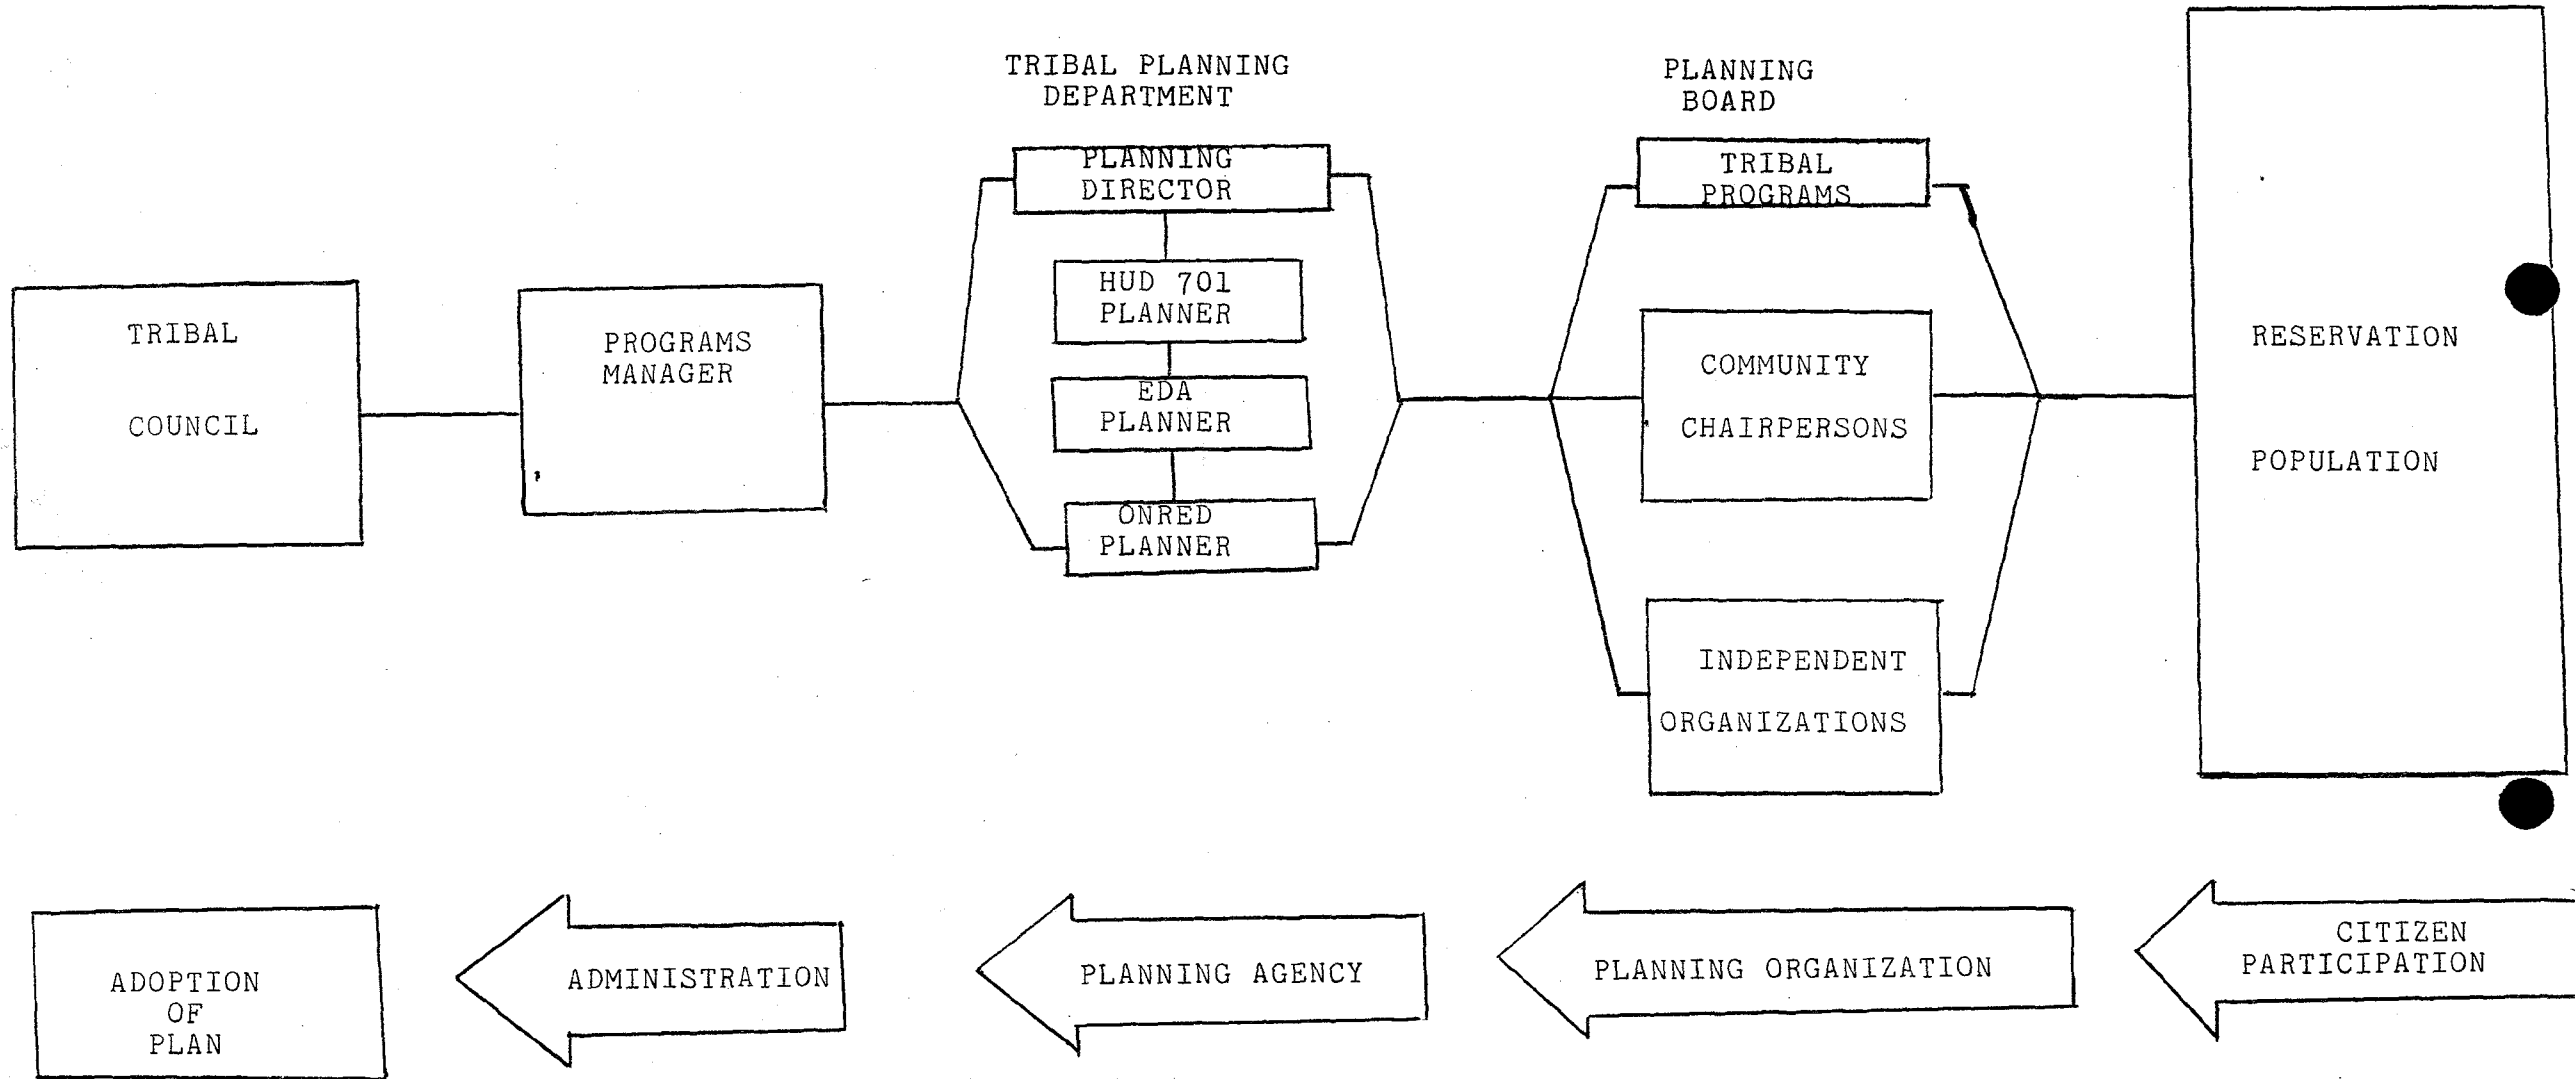 TRIBAL PLANNING
DEPARTMENT
PLANNING
BOARD
TRIBAL
COUNCIL
PROGRAMS
MANAGER
PLANNING
DIRECTOR
HUD 701
PLANNER
EDA
PLANNER
ONRED
PLANNER
TRIBAL
PROGRAMS
COMMUNITY
CHAIRPERSONS
INDEPENDENT
ORGANIZATIONS
RESERVATION
POPULATION
ADOPTION
OF
PLAN
ADMINISTRATION
PLANNING AGENCY
PLANNING ORGANIZATION
CITIZEN
PARTICIPATION